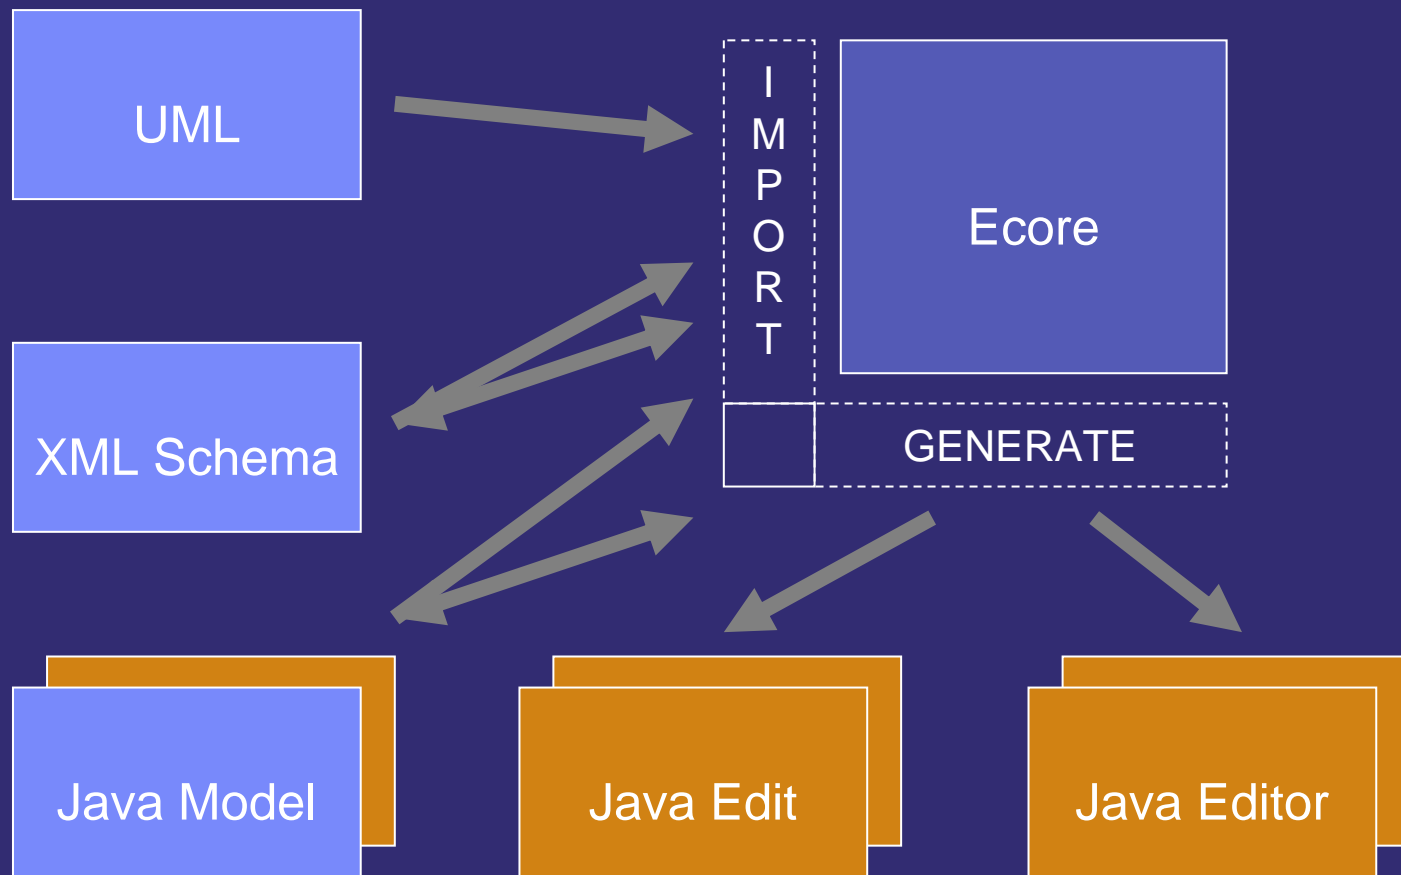 UML
I
M
P
O
R
T
Ecore
XML Schema
GENERATE
Java Model
Java Edit
Java Editor